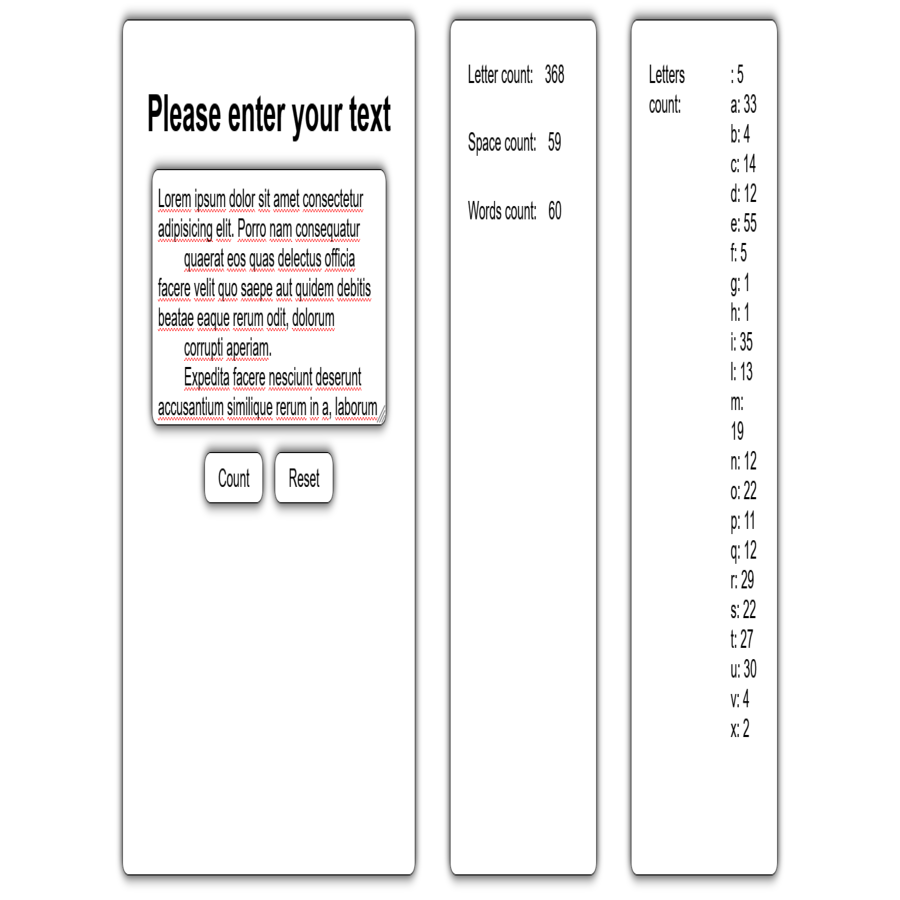 Please enter your text
Lorem ipsum dolor sit amet consectetur
adipisicing elit. Porro nam consequatur
quaerat eos quas delectus officia
facere velit quo saepe aut quidem debitis
beatae eaque rerum odit, dolorum
corrupti aperiam.
Expedita facere nesciunt deserunt
accusantium similique rerum in a, laborum
Count
Reset
Letter count: 368
Space count: 59
Words count: 60
Letters
count:
: 5
a: 33
b: 4
c: 14
d: 12
e: 55
f: 5
g: 1
h: 1
i: 35
l: 13
m:
19
n: 12
o: 22
p: 11
q: 12
r: 29
s: 22
t: 27
u: 30
v: 4
x: 2